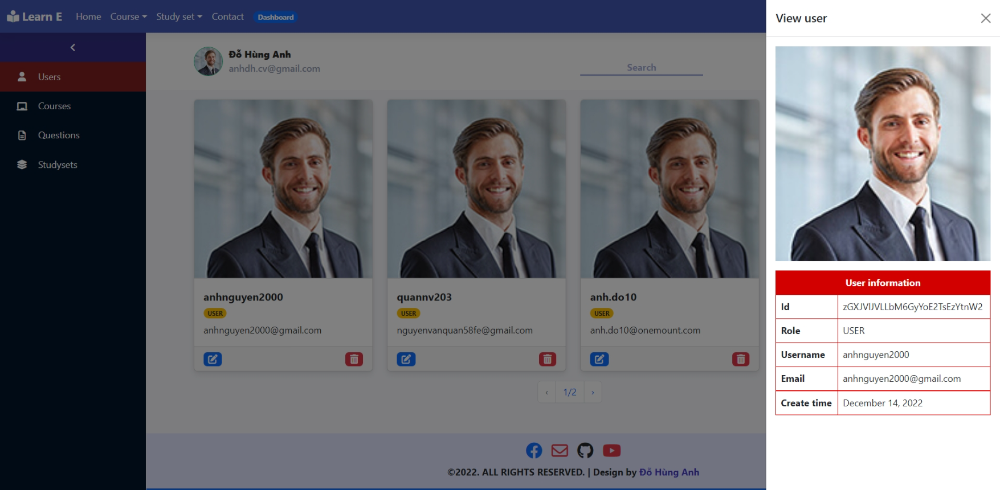 Learn E Home Course Study set Contact Dashboard
View user
Users
Courses
Questions
Studysets
Đỗ Hùng Anh
anhdh.cv@gmail.com
Search
anhnguyen2000
USER
anhnguyen2000@gmail.com
quannv203
USER
nguyenvanquan58fe@gmail.com
anh.do10
USER
anh.do10@onemount.com
‹ 1/2 ›
©2022. ALL RIGHTS RESERVED. | Design by Đỗ Hùng Anh
User information
Id zGXJVlJVLLbM6GyYoE2TsEzYtnW2
Role USER
Username anhnguyen2000
Email anhnguyen2000@gmail.com
Create time December 14, 2022